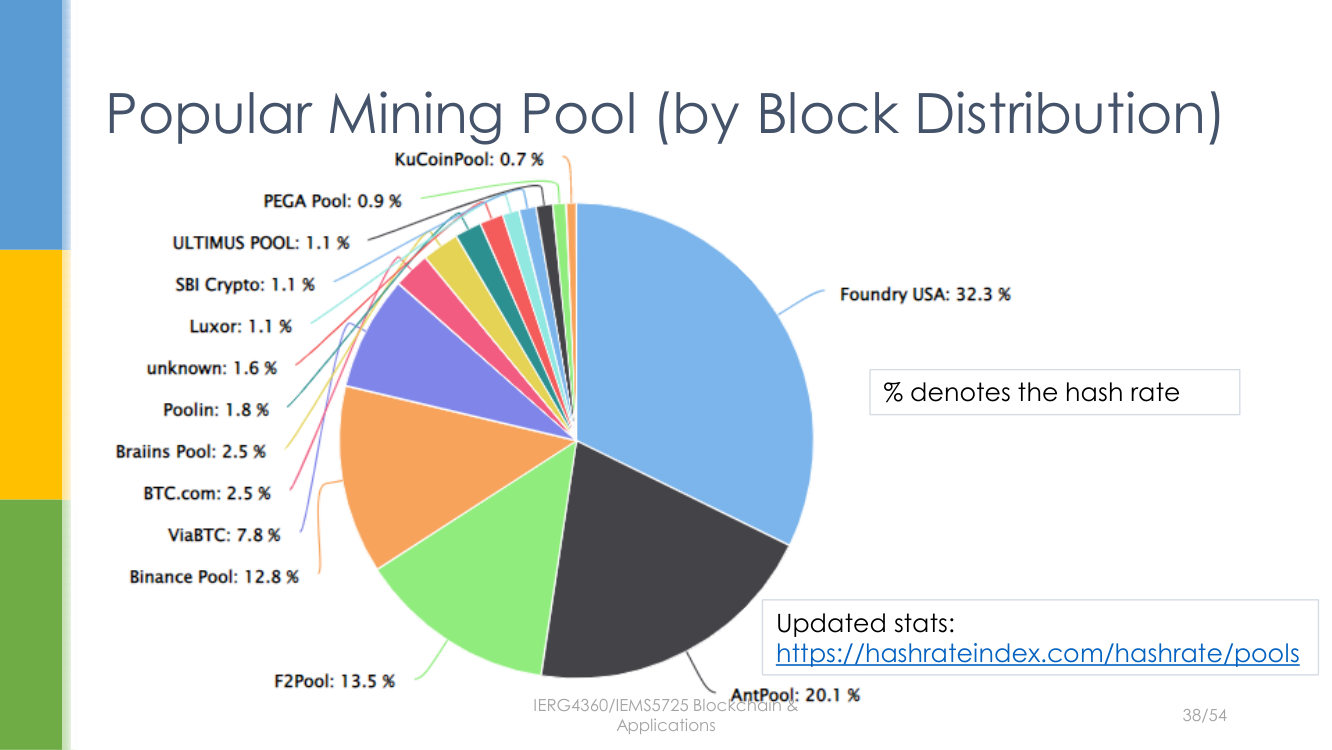 Popular Mining Pool (by Block Distribution)
KuCoinPool: 0.7 %
PEGA Pool: 0.9 %
ULTIMUS POOL: 1.1 %
SBI Crypto: 1.1 %
Luxor: 1.1 %
unknown: 1.6 %
Poolin: 1.8 %
Braiins Pool: 2.5 %
BTC.com: 2.5 %
ViaBTC: 7.8 %
Binance Pool: 12.8 %
F2Pool: 13.5 %
Foundry USA: 32.3 %
% denotes the hash rate
Updated stats:
https://hashrateindex.com/hashrate/pools
AntPool: 20.1 %
IERG4360/IEMS5725 Blockchain &
Applications
38/54